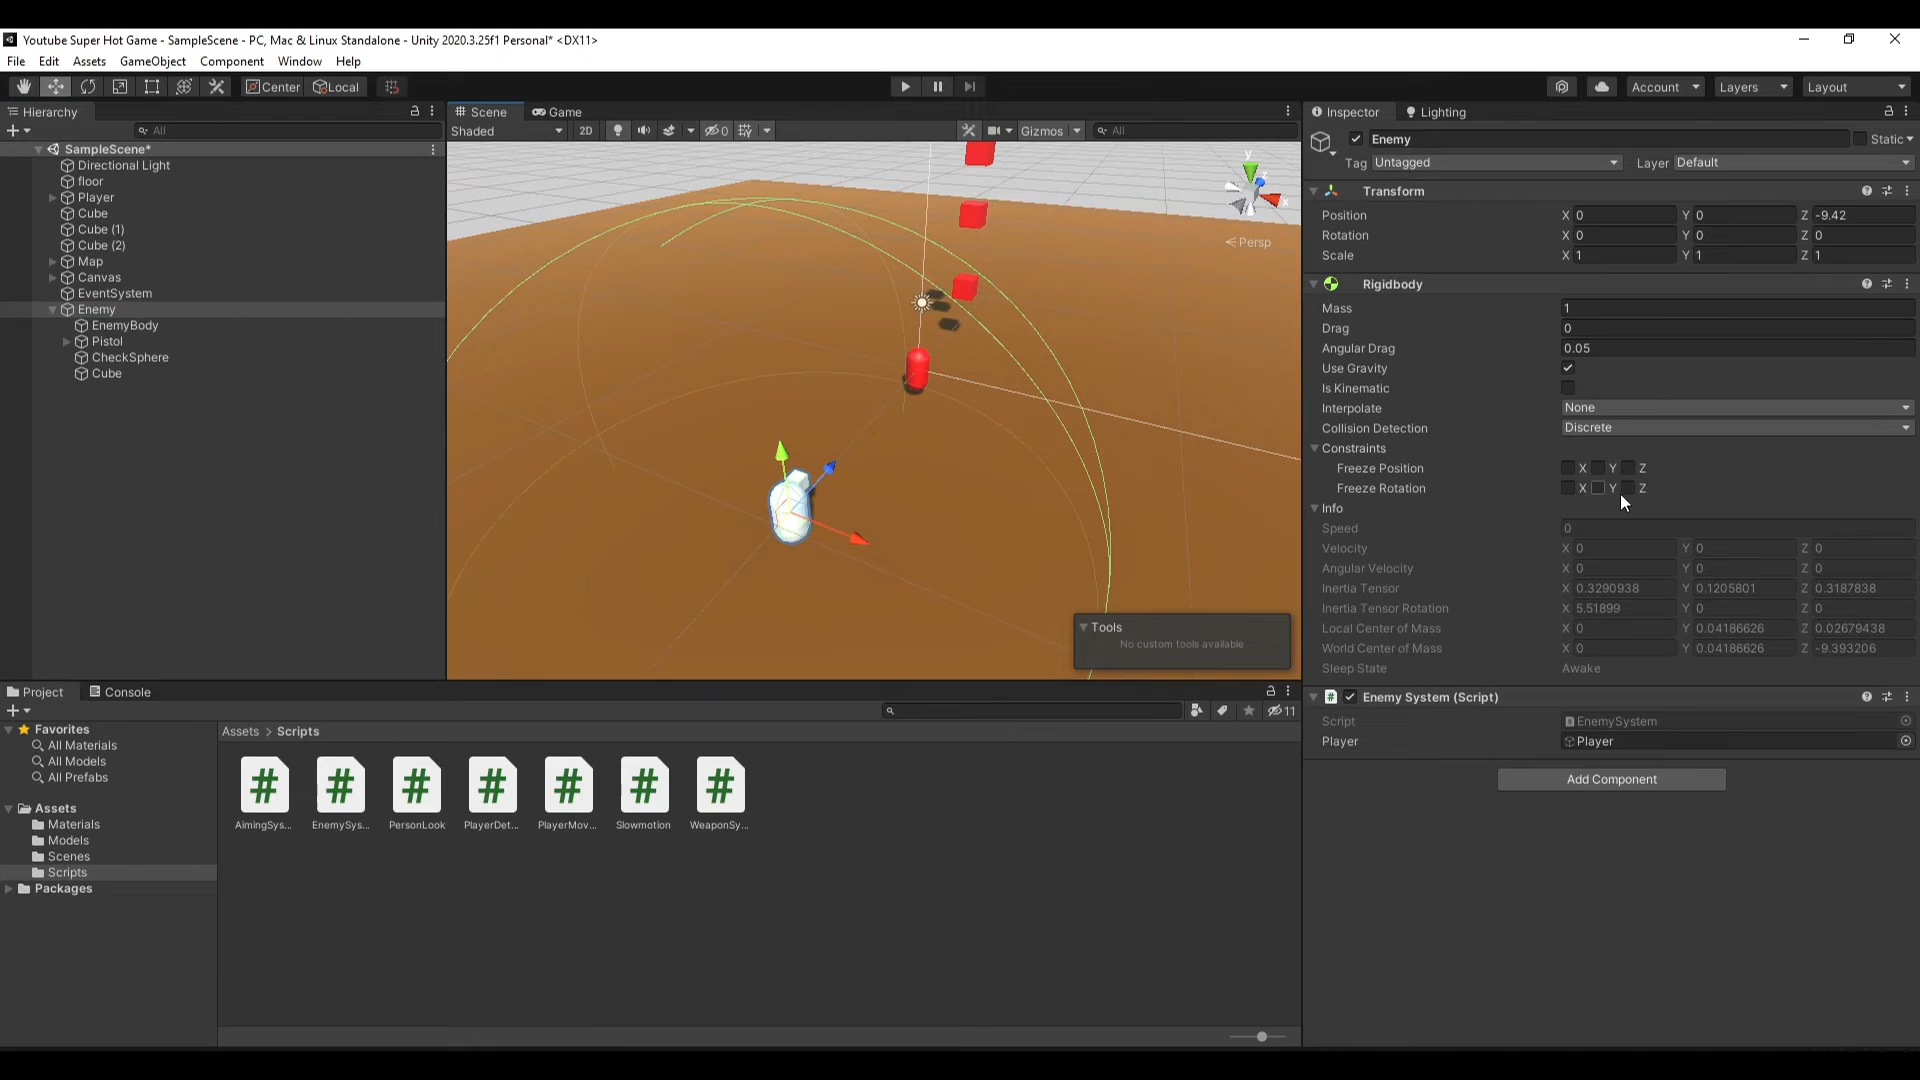 Youtube Super Hot Game - SampleScene - PC, Mac & Linux Standalone - Unity 2020.3.25f1 Personal* <DX11>
File Edit Assets GameObject Component Window Help
Center Local Account Layers Layout
Hierarchy
All
SampleScene*
Directional Light
floor
Player
Cube
Cube (1)
Cube (2)
Map
Canvas
EventSystem
Enemy
EnemyBody
Pistol
CheckSphere
Cube
Scene Game
Shaded 2D 0 Gizmos All
y
z
x
Persp
Tools
No custom tools available
Inspector Lighting
Enemy Static
Tag Untagged Layer Default
Transform
Position X 0 Y 0 Z -9.42
Rotation X 0 Y 0 Z 0
Scale X 1 Y 1 Z 1
Rigidbody
Mass 1
Drag 0
Angular Drag 0.05
Use Gravity
Is Kinematic
Interpolate None
Collision Detection Discrete
Constraints
Freeze Position X Y Z
Freeze Rotation X Y Z
Info
Speed 0
Velocity X 0 Y 0 Z 0
Angular Velocity X 0 Y 0 Z 0
Inertia Tensor X 0.3290938 Y 0.1205801 Z 0.3187838
Inertia Tensor Rotation X 5.51899 Y 0 Z 0
Local Center of Mass X 0 Y 0.04186626 Z 0.02679438
World Center of Mass X 0 Y 0.04186626 Z -9.393206
Sleep State Awake
Enemy System (Script)
Script EnemySystem
Player Player
Add Component
Project Console
11
Favorites
All Materials
All Models
All Prefabs
Assets
Materials
Models
Scenes
Scripts
Packages
Assets > Scripts
AimingSys... EnemySys... PersonLook PlayerDet... PlayerMov... Slowmotion WeaponSy...